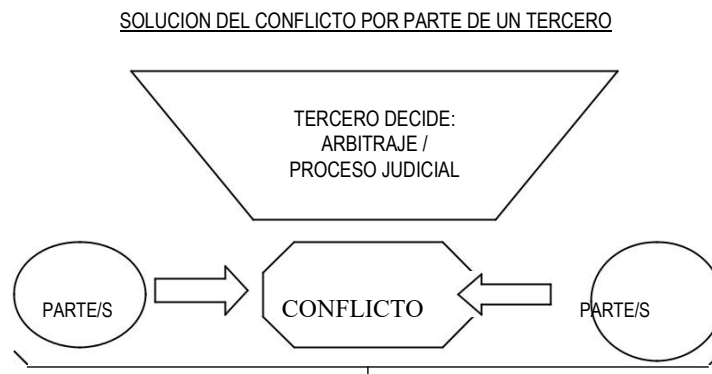 SOLUCION DEL CONFLICTO POR PARTE DE UN TERCERO
TERCERO DECIDE:
ARBITRAJE /
PROCESO JUDICIAL
PARTE/S
CONFLICTO
PARTE/S